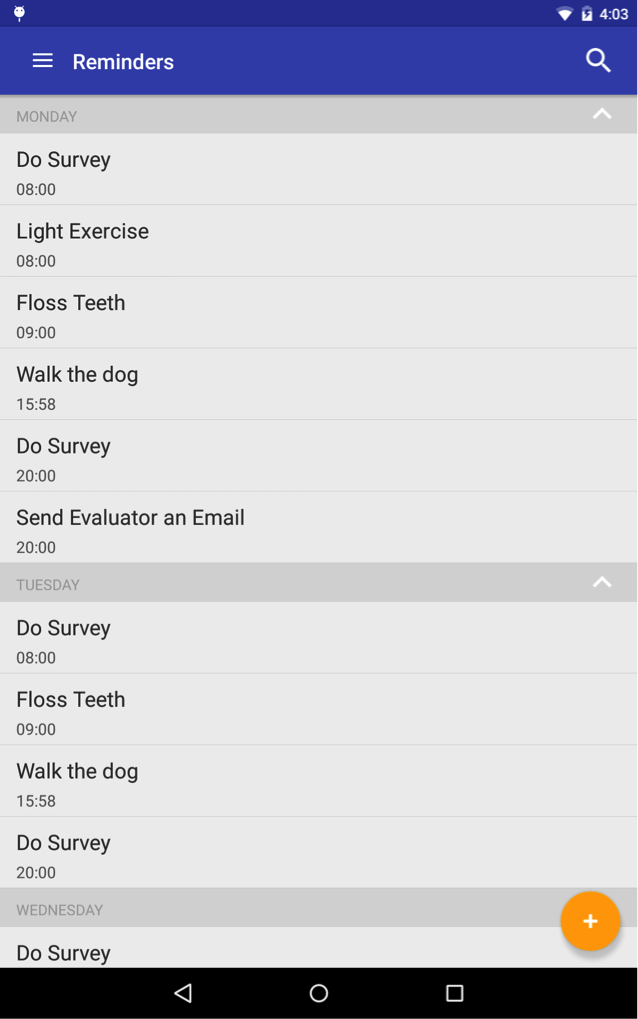 4:03
Reminders
MONDAY
Do Survey
08:00
Light Exercise
08:00
Floss Teeth
09:00
Walk the dog
15:58
Do Survey
20:00
Send Evaluator an Email
20:00
TUESDAY
Do Survey
08:00
Floss Teeth
09:00
Walk the dog
15:58
Do Survey
20:00
WEDNESDAY
Do Survey